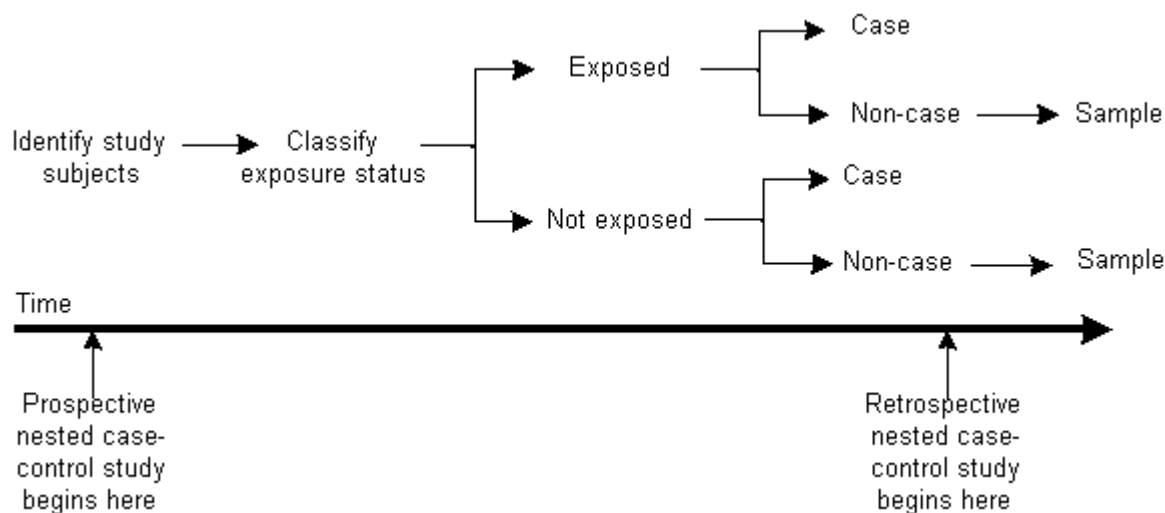 Case
Exposed
Non-case
Sample
Identify study
subjects
Classify
exposure status
Case
Not exposed
Non-case
Sample
Time
Prospective
nested case-
control study
begins here
Retrospective
nested case-
control study
begins here